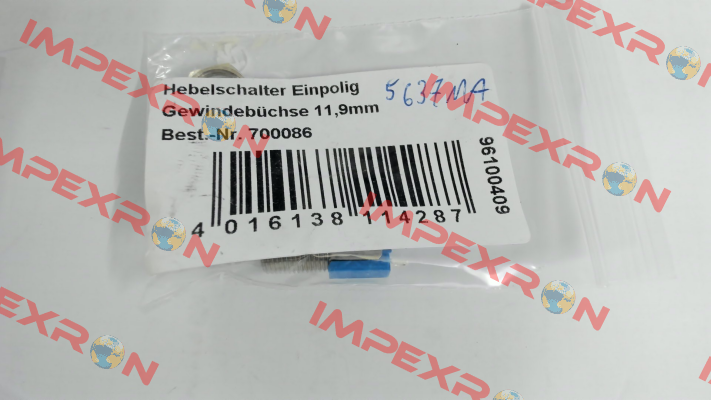 Hebelschalter Einpolig
5637MA
Gewindebüchse 11,9mm
Best.-Nr. 700086
4 016138 114287
96100409
IMPEXRON
IMPEXRON
IMPEXRON
IMPEXRON
IMPEXRON
IMPEXRON
IMPEXRON
IMPEXRON